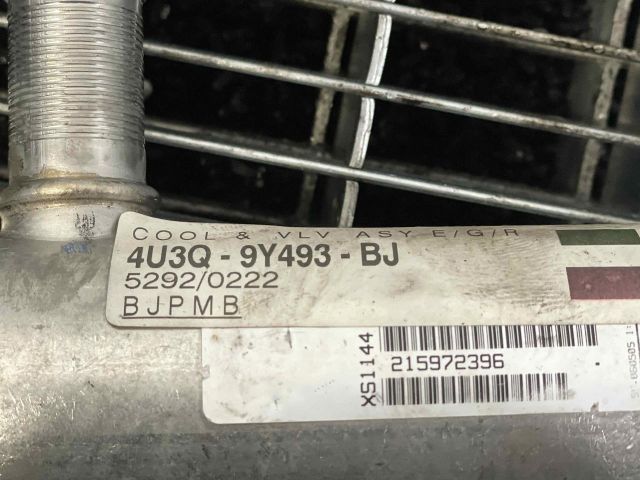 COOL & VLV ASY E/G/R
4U3Q - 9Y493 - BJ
5292/0222
BJPMB
XS1144
215972396